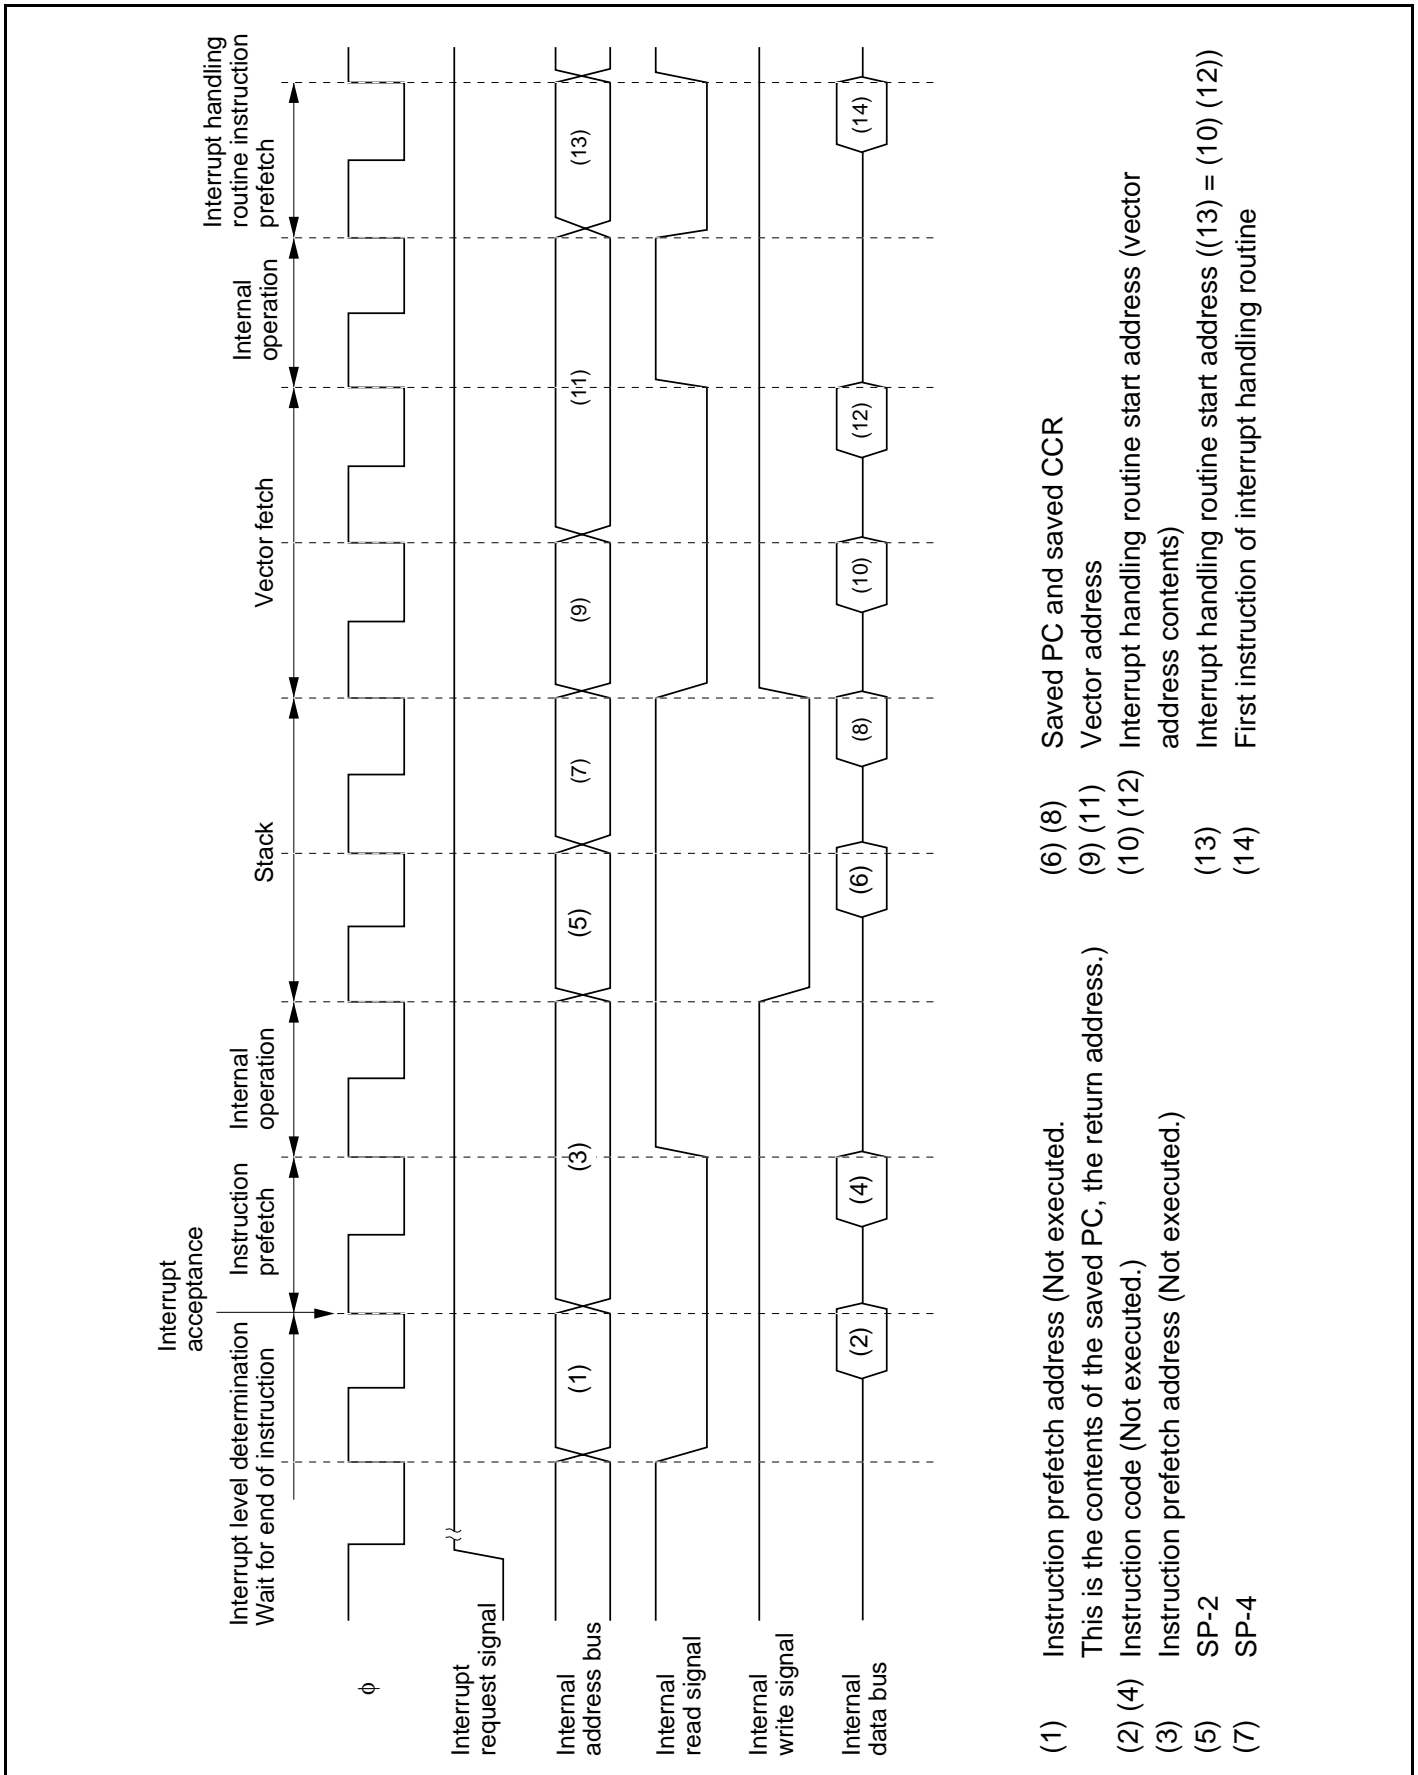 Interrupt
acceptance
Interrupt level determination
Wait for end of instruction
Instruction
prefetch
Internal
operation
Stack
Vector fetch
Internal
operation
Interrupt handling
routine instruction
prefetch
φ
Interrupt
request signal
Internal
address bus
(1)
(3)
(5)
(7)
(9)
(11)
(13)
Internal
read signal
Internal
write signal
Internal
data bus
(2)
(4)
(6)
(8)
(10)
(12)
(14)
(1) Instruction prefetch address (Not executed.
This is the contents of the saved PC, the return address.)
(2) (4) Instruction code (Not executed.)
(3) Instruction prefetch address (Not executed.)
(5) SP-2
(7) SP-4
(6) (8) Saved PC and saved CCR
(9) (11) Vector address
(10) (12) Interrupt handling routine start address (vector
address contents)
(13) Interrupt handling routine start address ((13) = (10) (12))
(14) First instruction of interrupt handling routine